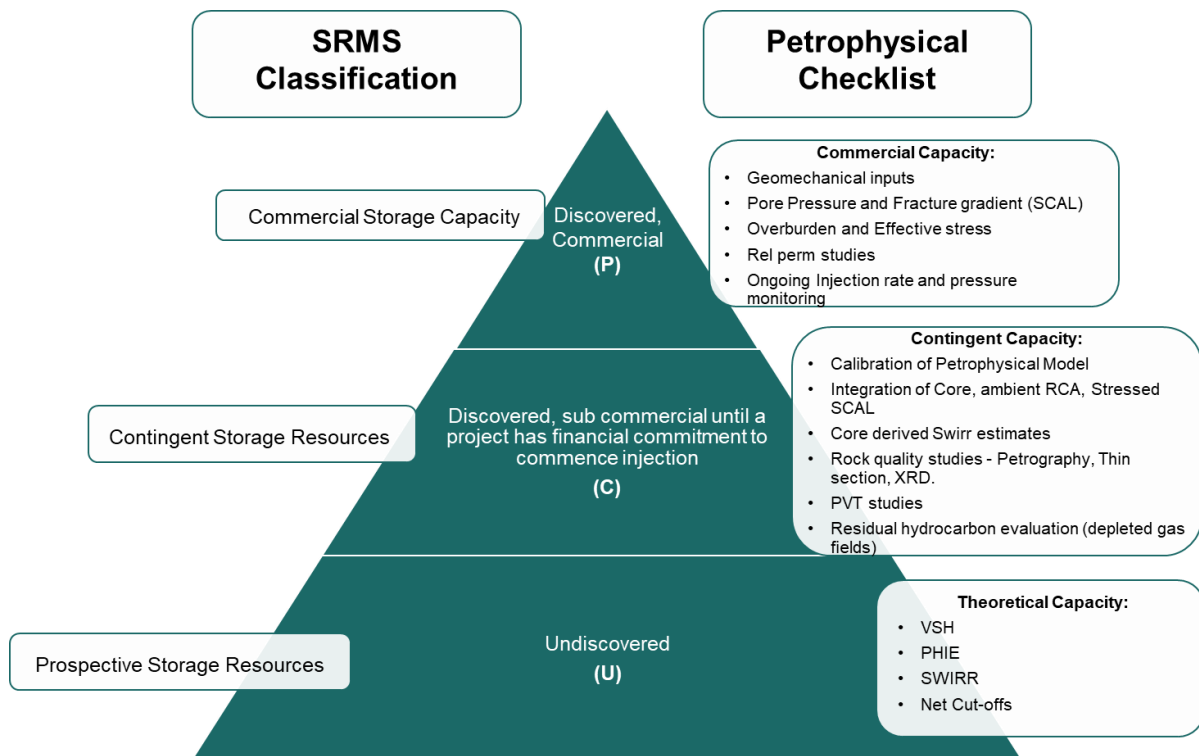 SRMS
Classification
Petrophysical
Checklist
Commercial Storage Capacity
Discovered,
Commercial
(P)
Commercial Capacity:
• Geomechanical inputs
• Pore Pressure and Fracture gradient (SCAL)
• Overburden and Effective stress
• Rel perm studies
• Ongoing Injection rate and pressure
monitoring
Contingent Storage Resources
Discovered, sub commercial until a
project has financial commitment to
commence injection
(C)
Contingent Capacity:
• Calibration of Petrophysical Model
• Integration of Core, ambient RCA, Stressed
SCAL
• Core derived Swirr estimates
• Rock quality studies - Petrography, Thin
section, XRD.
• PVT studies
• Residual hydrocarbon evaluation (depleted gas
fields)
Prospective Storage Resources
Undiscovered
(U)
Theoretical Capacity:
• VSH
• PHIE
• SWIRR
• Net Cut-offs